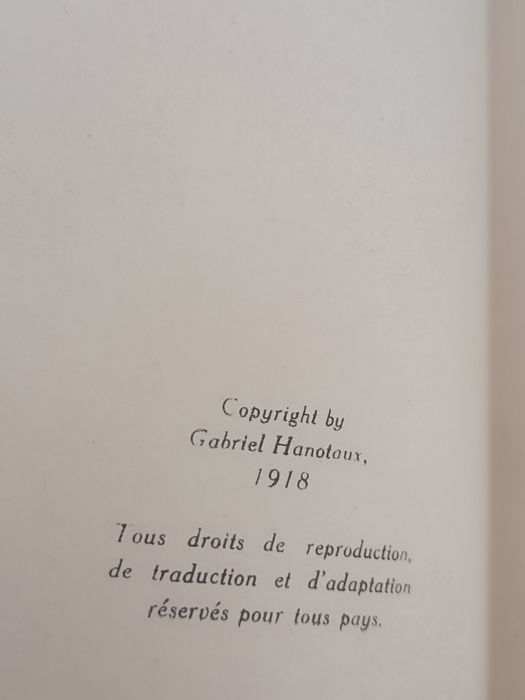 Copyright by
Gabriel Hanotaux,
1918
Tous droits de reproduction,
de traduction et d'adaptation
réservés pour tous pays.